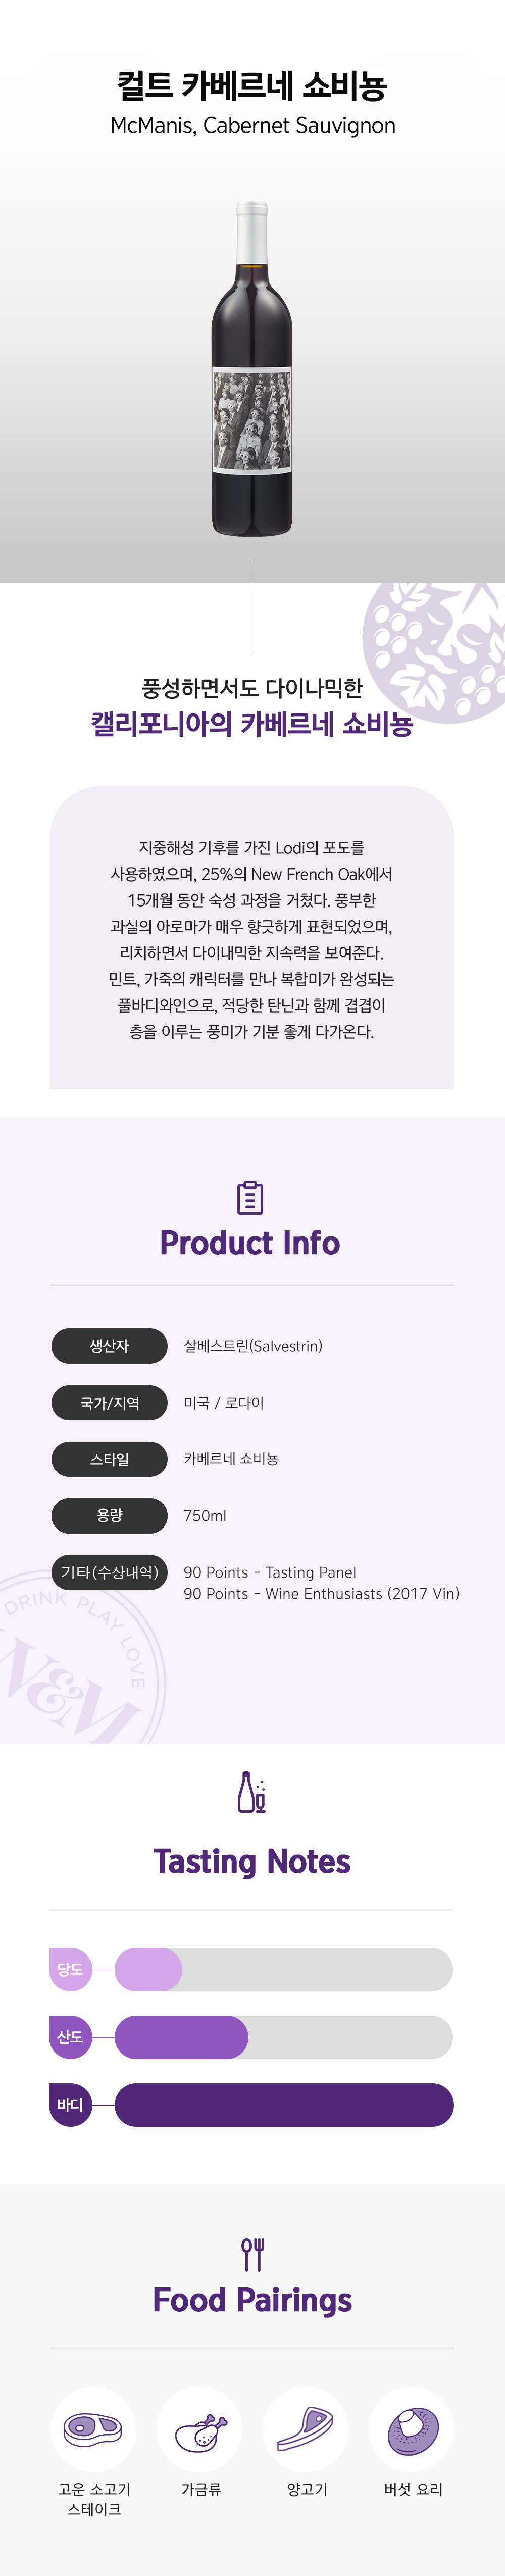 컬트 카베르네 쇼비뇽
McManis, Cabernet Sauvignon
풍성하면서도 다이나믹한
캘리포니아의 카베르네 쇼비뇽
지중해성 기후를 가진 Lodi의 포도를
사용하였으며, 25%의 New French Oak에서
15개월 동안 숙성 과정을 거쳤다. 풍부한
과실의 아로마가 매우 향긋하게 표현되었으며,
리치하면서 다이내믹한 지속력을 보여준다.
민트, 가죽의 캐릭터를 만나 복합미가 완성되는
풀바디와인으로, 적당한 탄닌과 함께 겹겹이
층을 이루는 풍미가 기분 좋게 다가온다.
Product Info
생산자 살베스트린(Salvestrin)
국가/지역 미국 / 로다이
스타일 카베르네 쇼비뇽
용량 750ml
기타(수상내역) 90 Points - Tasting Panel
90 Points - Wine Enthusiasts (2017 Vin)
DRINK PLAY LOVE
W&M
Tasting Notes
당도
산도
바디
Food Pairings
고운 소고기 가금류 양고기 버섯 요리
스테이크